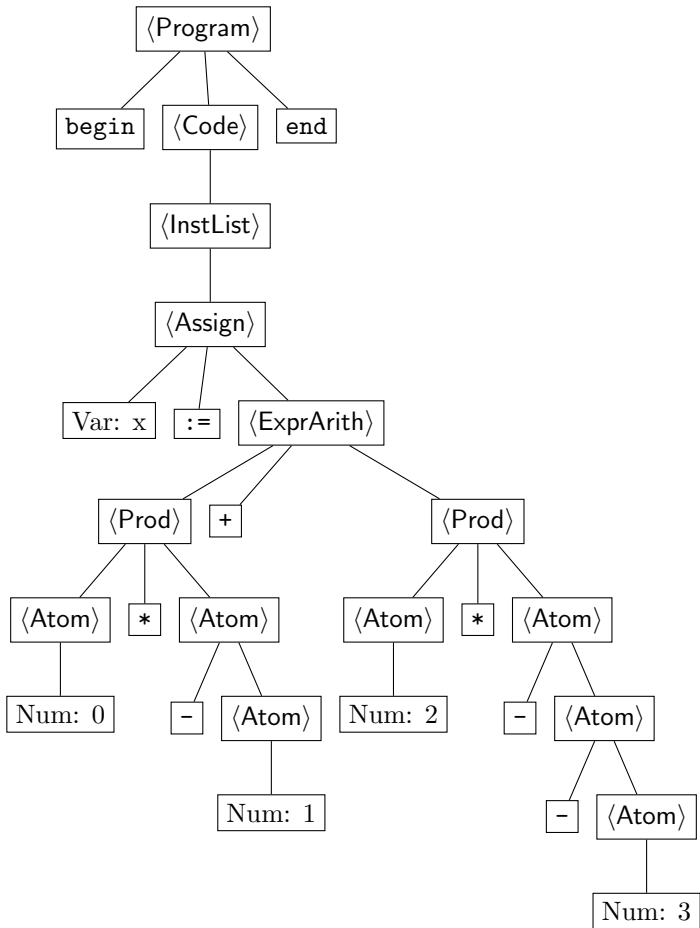 ⟨Program⟩
begin ⟨Code⟩ end
⟨InstList⟩
⟨Assign⟩
Var: x := ⟨ExprArith⟩
⟨Prod⟩ + ⟨Prod⟩
⟨Atom⟩ * ⟨Atom⟩ ⟨Atom⟩ * ⟨Atom⟩
Num: 0 - ⟨Atom⟩ Num: 2 - ⟨Atom⟩
Num: 1 - ⟨Atom⟩
Num: 3